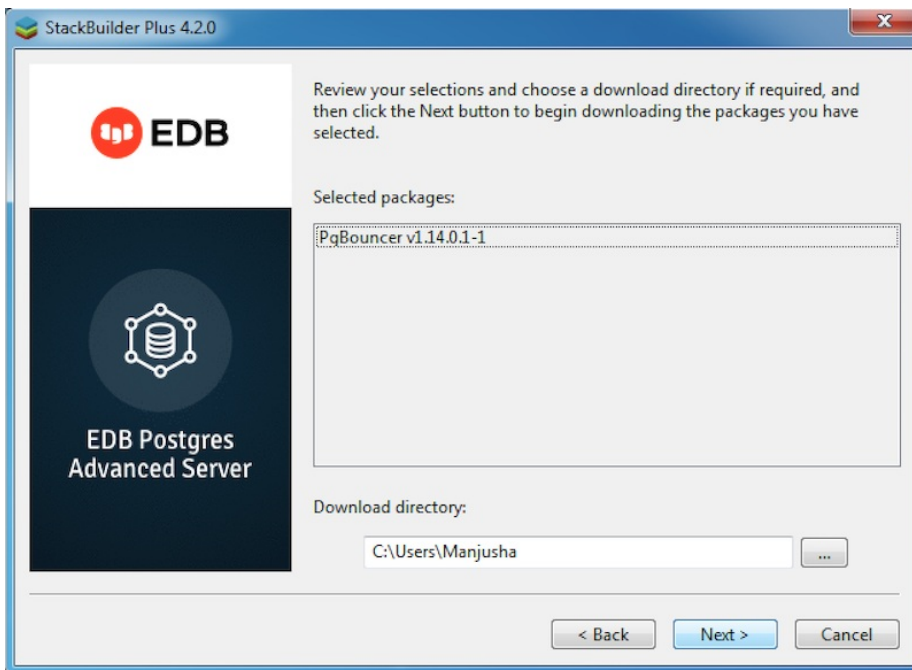 StackBuilder Plus 4.2.0
EDB
EDB Postgres
Advanced Server
Review your selections and choose a download directory if required, and
then click the Next button to begin downloading the packages you have
selected.
Selected packages:
PgBouncer v1.14.0.1-1
Download directory:
C:\Users\Manjusha
...
< Back
Next >
Cancel